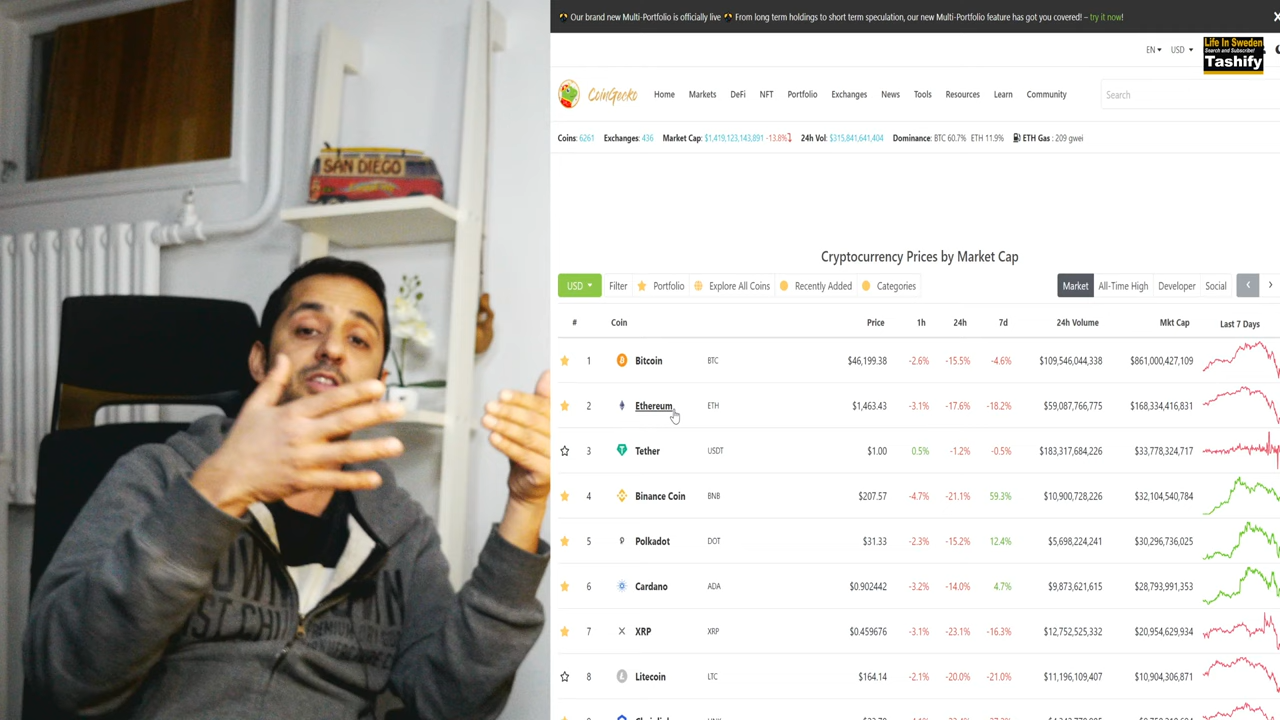 Our brand new Multi-Portfolio is officially live
From long term holdings to short term speculation, our new Multi-Portfolio feature has got you covered! – try it now!
EN
USD
Life In Sweden
Search and Subscribe!
Tashify
CoinGecko
Home Markets DeFi NFT Portfolio Exchanges News Tools Resources Learn Community
Search
Coins: 6261 Exchanges: 436 Market Cap: $1,419,123,143,891 -13.8% 24h Vol: $315,841,641,404 Dominance: BTC 60.7% ETH 11.9% ETH Gas : 209 gwei
SAN DIEGO
Cryptocurrency Prices by Market Cap
USD Filter Portfolio Explore All Coins Recently Added Categories Market All-Time High Developer Social
# Coin Price 1h 24h 7d 24h Volume Mkt Cap Last 7 Days
1 Bitcoin BTC $46,199.38 -2.6% -15.5% -4.6% $109,546,044,338 $861,000,427,109
2 Ethereum ETH $1,463.43 -3.1% -17.6% -18.2% $59,087,766,775 $168,334,416,831
3 Tether USDT $1.00 0.5% -1.2% -0.5% $183,317,684,226 $33,778,324,717
4 Binance Coin BNB $207.57 -4.7% -21.1% 59.3% $10,900,728,226 $32,104,540,784
5 Polkadot DOT $31.33 -2.3% -15.2% 12.4% $5,698,224,241 $30,296,736,025
6 Cardano ADA $0.902442 -3.2% -14.0% 4.7% $9,873,621,615 $28,793,991,353
7 XRP XRP $0.459676 -3.1% -23.1% -16.3% $12,752,525,332 $20,954,629,934
8 Litecoin LTC $164.14 -2.1% -20.0% -21.0% $11,196,109,407 $10,904,306,871